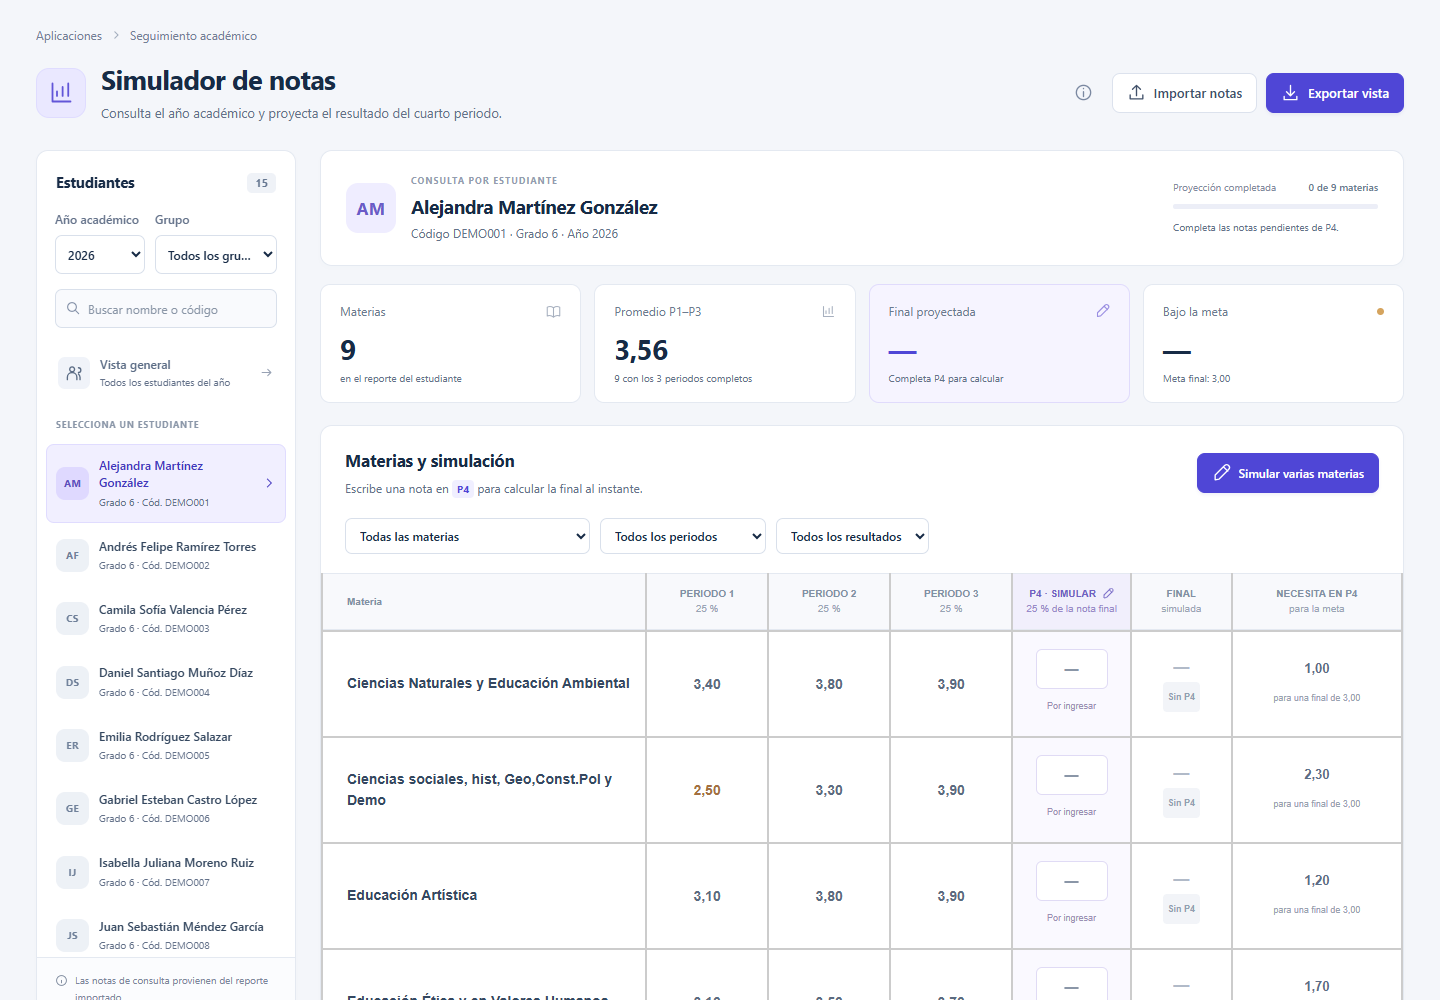 Aplicaciones > Seguimiento académico
Simulador de notas
Consulta el año académico y proyecta el resultado del cuarto periodo.
Importar notas
Exportar vista
Estudiantes
15
Año académico
Grupo
2026
Todos los gru...
Buscar nombre o código
Vista general
Todos los estudiantes del año
SELECCIONA UN ESTUDIANTE
AM
Alejandra Martínez
González
Grado 6 · Cód. DEMO001
AF
Andrés Felipe Ramírez Torres
Grado 6 · Cód. DEMO002
CS
Camila Sofía Valencia Pérez
Grado 6 · Cód. DEMO003
DS
Daniel Santiago Muñoz Díaz
Grado 6 · Cód. DEMO004
ER
Emilia Rodríguez Salazar
Grado 6 · Cód. DEMO005
GE
Gabriel Esteban Castro López
Grado 6 · Cód. DEMO006
IJ
Isabella Juliana Moreno Ruiz
Grado 6 · Cód. DEMO007
JS
Juan Sebastián Méndez García
Grado 6 · Cód. DEMO008
Las notas de consulta provienen del reporte
importado
AM
CONSULTA POR ESTUDIANTE
Alejandra Martínez González
Código DEMO001 · Grado 6 · Año 2026
Proyección completada
0 de 9 materias
Completa las notas pendientes de P4.
Materias
9
en el reporte del estudiante
Promedio P1–P3
3,56
9 con los 3 periodos completos
Final proyectada
—
Completa P4 para calcular
Bajo la meta
—
Meta final: 3,00
Materias y simulación
Escribe una nota en P4 para calcular la final al instante.
Simular varias materias
Todas las materias
Todos los periodos
Todos los resultados
Materia
PERIODO 1
25 %
PERIODO 2
25 %
PERIODO 3
25 %
P4 · SIMULAR
25 % de la nota final
FINAL
simulada
NECESITA EN P4
para la meta
Ciencias Naturales y Educación Ambiental
3,40
3,80
3,90
—
Por ingresar
—
Sin P4
1,00
para una final de 3,00
Ciencias sociales, hist, Geo,Const.Pol y
Demo
2,50
3,30
3,90
—
Por ingresar
—
Sin P4
2,30
para una final de 3,00
Educación Artística
3,10
3,80
3,90
—
Por ingresar
—
Sin P4
1,20
para una final de 3,00
Educación Ética y en Valores Humanos
—
—
1,70